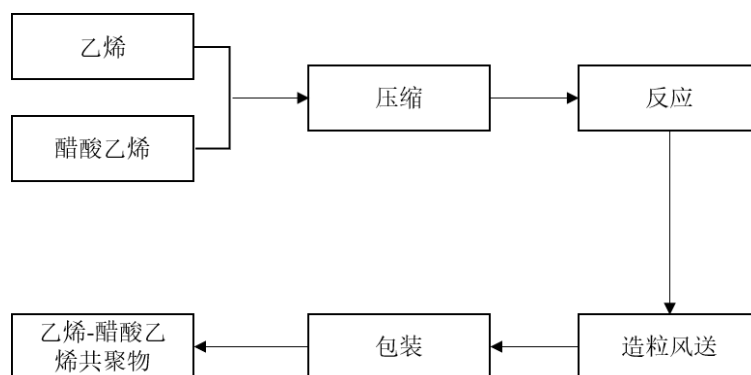 乙烯
醋酸乙烯
压缩
反应
造粒风送
包装
乙烯-醋酸乙
烯共聚物